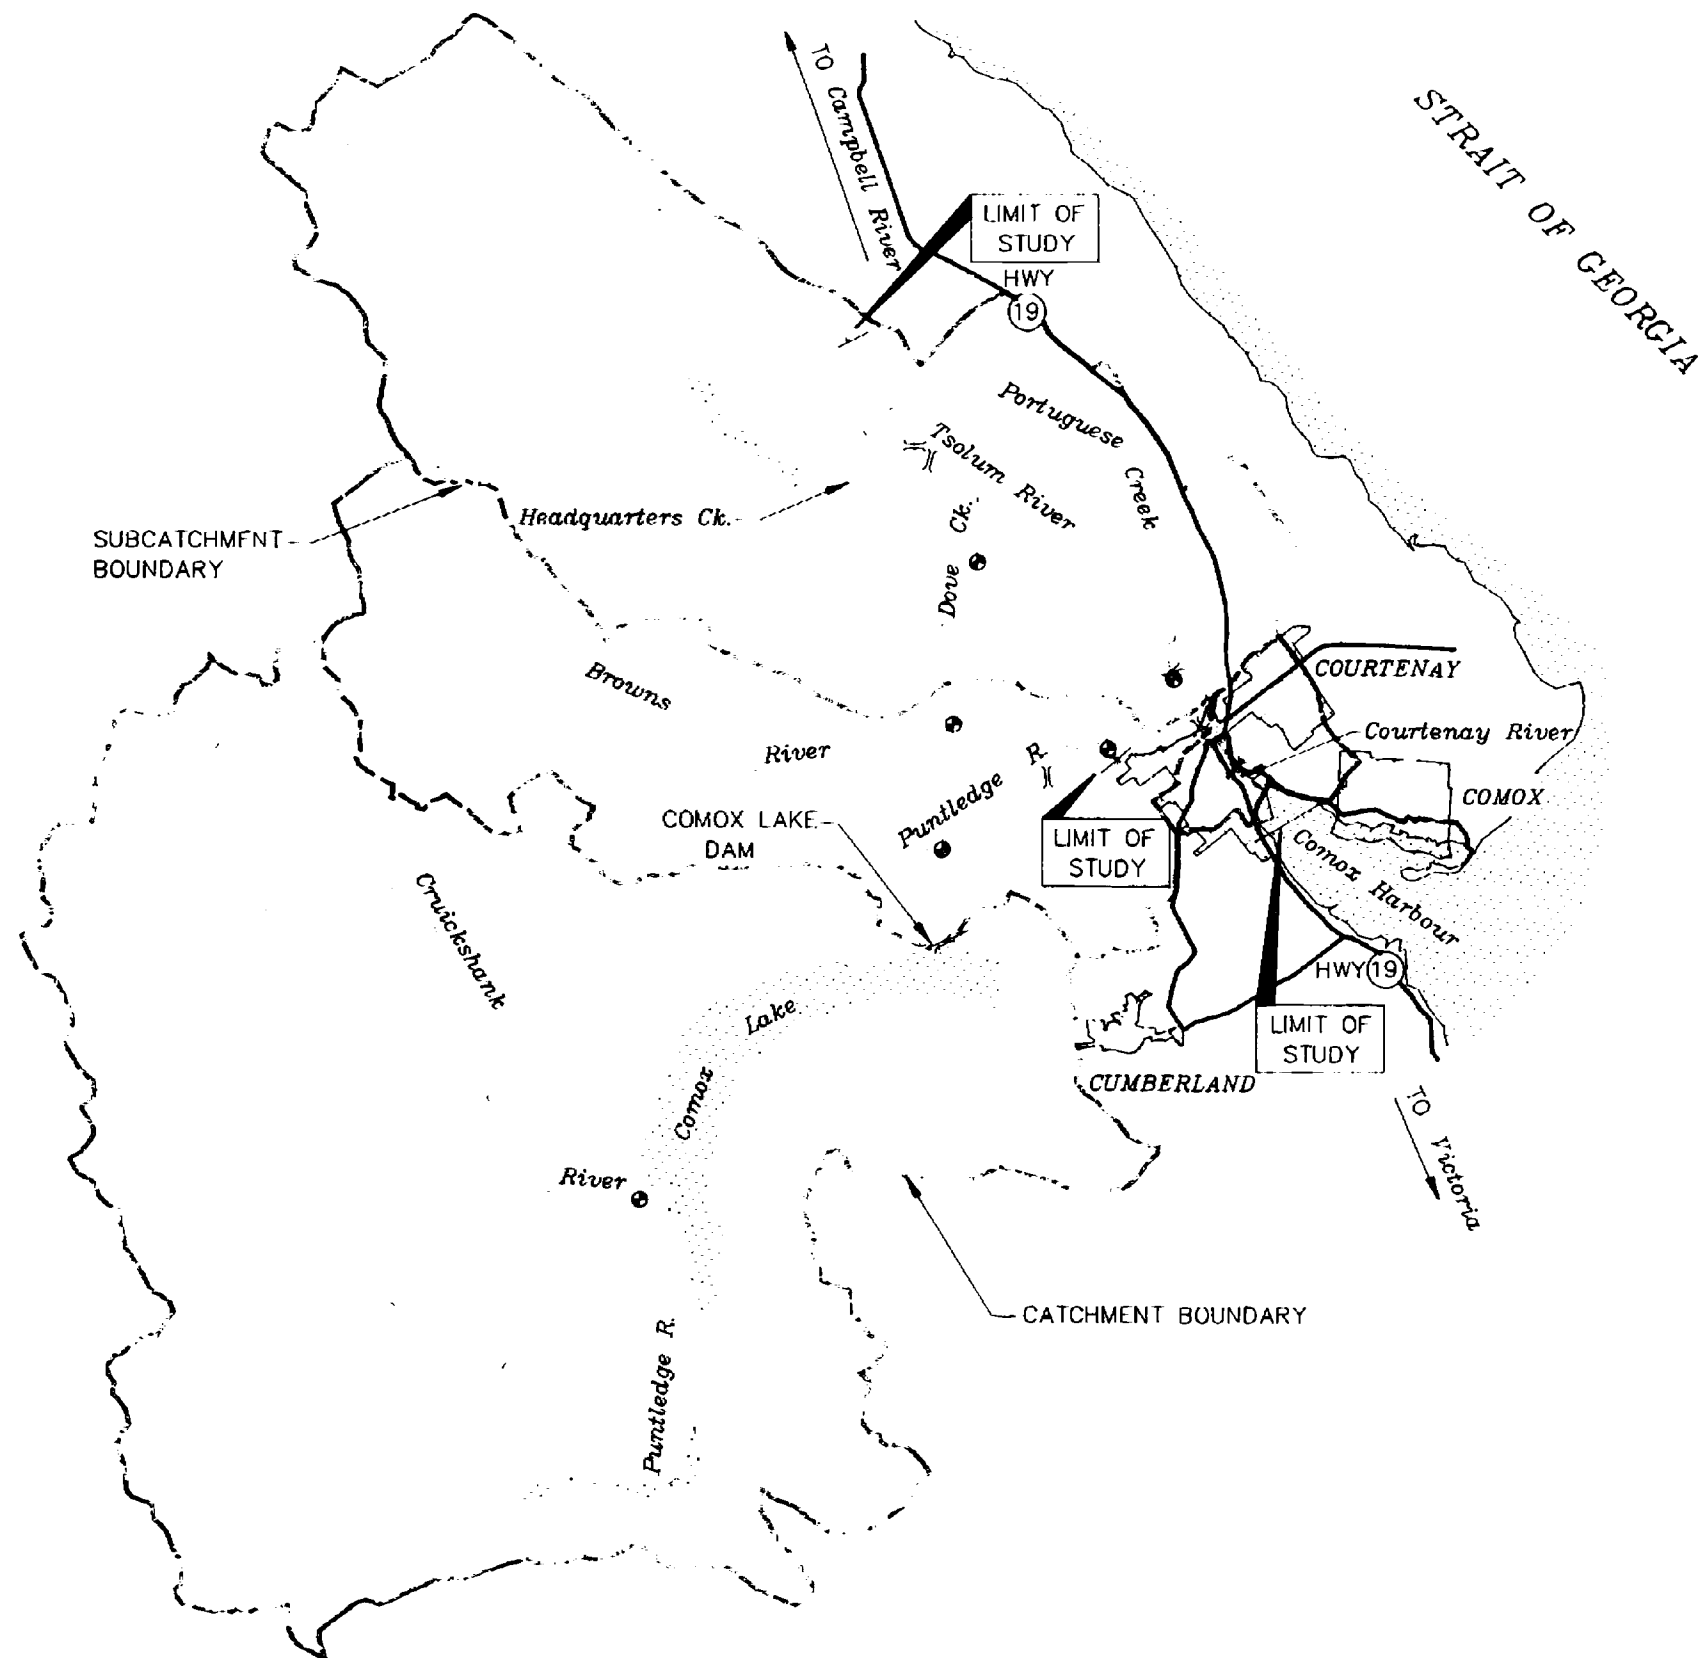 STRAIT OF GEORGIA
TO Campbell River
LIMIT OF
STUDY
HWY
19
Portuguese Creek
Tsolum River
Headquarters Ck.
Dove Ck.
SUBCATCHMENT
BOUNDARY
Browns River
COURTENAY
Courtenay River
COMOX
Puntledge R
COMOX LAKE
DAM
LIMIT OF
STUDY
Comox Harbour
Cruickshank River
HWY 19
Comox Lake
LIMIT OF
STUDY
CUMBERLAND
TO Victoria
CATCHMENT BOUNDARY
Puntledge R.